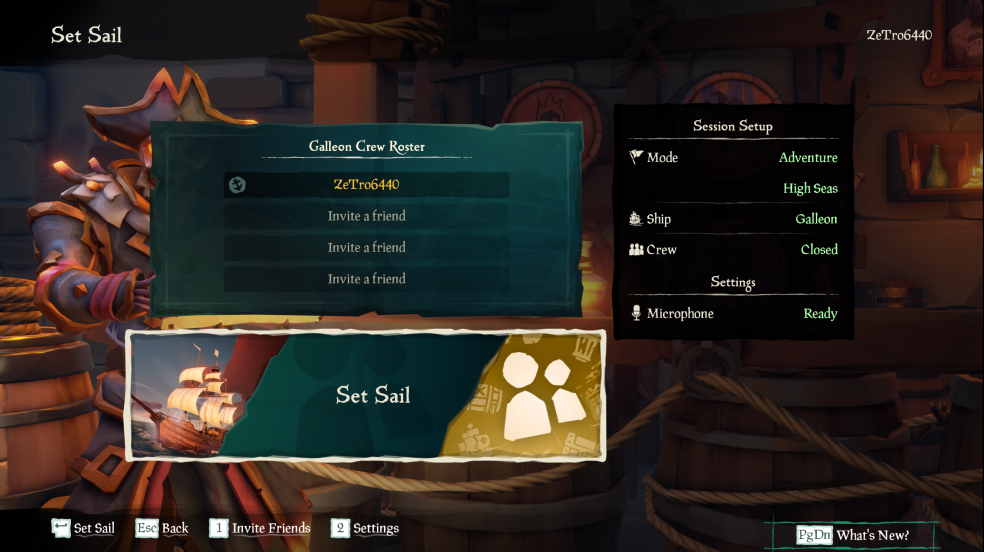 Set Sail
ZeTro6440
Galleon Crew Roster
ZeTro6440
Invite a friend
Invite a friend
Invite a friend
Set Sail
Session Setup
Mode Adventure
High Seas
Ship Galleon
Crew Closed
Settings
Microphone Ready
Set Sail Esc Back 1 Invite Friends 2 Settings
PgDn What's New?